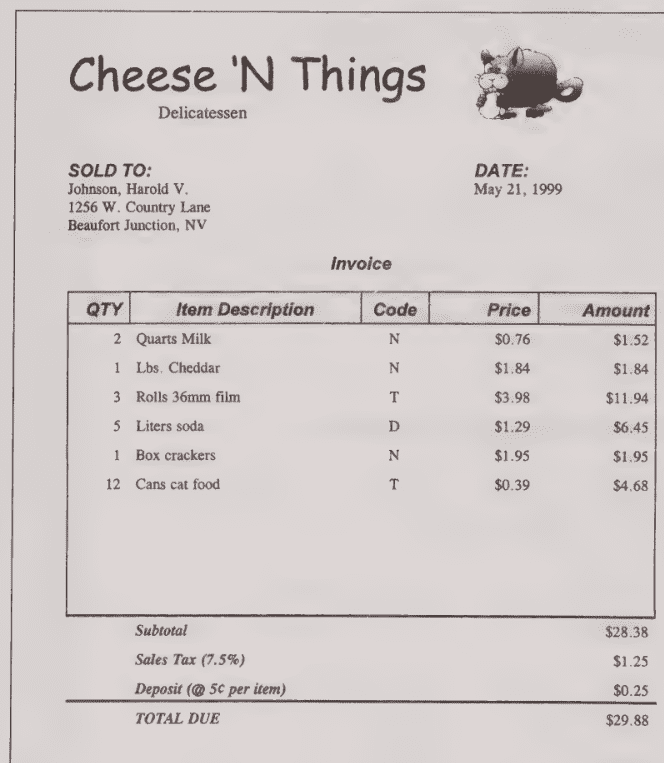 Cheese 'N Things
Delicatessen
SOLD TO:
Johnson, Harold V.
1256 W. Country Lane
Beaufort Junction, NV
DATE:
May 21, 1999
Invoice
QTY Item Description Code Price Amount
2 Quarts Milk N $0.76 $1.52
1 Lbs. Cheddar N $1.84 $1.84
3 Rolls 36mm film T $3.98 $11.94
5 Liters soda D $1.29 $6.45
1 Box crackers N $1.95 $1.95
12 Cans cat food T $0.39 $4.68
Subtotal $28.38
Sales Tax (7.5%) $1.25
Deposit (@ 5¢ per item) $0.25
TOTAL DUE $29.88